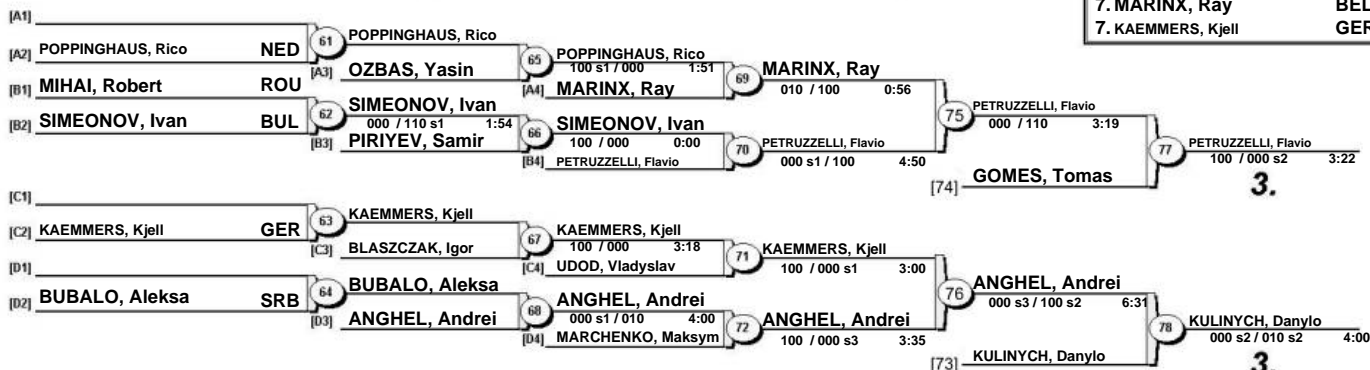 7. MARINX, Ray BEL
7. KAEMMERS, Kjell GER
[A1]
[A2] POPPINGHAUS, Rico NED
61
POPPINGHAUS, Rico
[A3] OZBAS, Yasin
65
POPPINGHAUS, Rico
100 s1 / 000 1:51
[A4] MARINX, Ray
69
MARINX, Ray
010 / 100 0:56
[B1] MIHAI, Robert ROU
[B2] SIMEONOV, Ivan BUL
62
SIMEONOV, Ivan
000 / 110 s1 1:54
[B3] PIRIYEV, Samir
66
SIMEONOV, Ivan
100 / 000 0:00
[B4] PETRUZZELLI, Flavio
70
PETRUZZELLI, Flavio
000 s1 / 100 4:50
75
PETRUZZELLI, Flavio
000 / 110 3:19
[74] GOMES, Tomas
77
PETRUZZELLI, Flavio
100 / 000 s2 3:22
3.
[C1]
[C2] KAEMMERS, Kjell GER
63
KAEMMERS, Kjell
[C3] BLASZCZAK, Igor
67
KAEMMERS, Kjell
100 / 000 3:18
[C4] UDOD, Vladyslav
71
KAEMMERS, Kjell
100 / 000 s1 3:00
[D1]
[D2] BUBALO, Aleksa SRB
64
BUBALO, Aleksa
[D3] ANGHEL, Andrei
68
ANGHEL, Andrei
000 s1 / 010 4:00
[D4] MARCHENKO, Maksym
72
ANGHEL, Andrei
100 / 000 s3 3:35
76
ANGHEL, Andrei
000 s3 / 100 s2 6:31
[73] KULINYCH, Danylo
78
KULINYCH, Danylo
000 s2 / 010 s2 4:00
3.